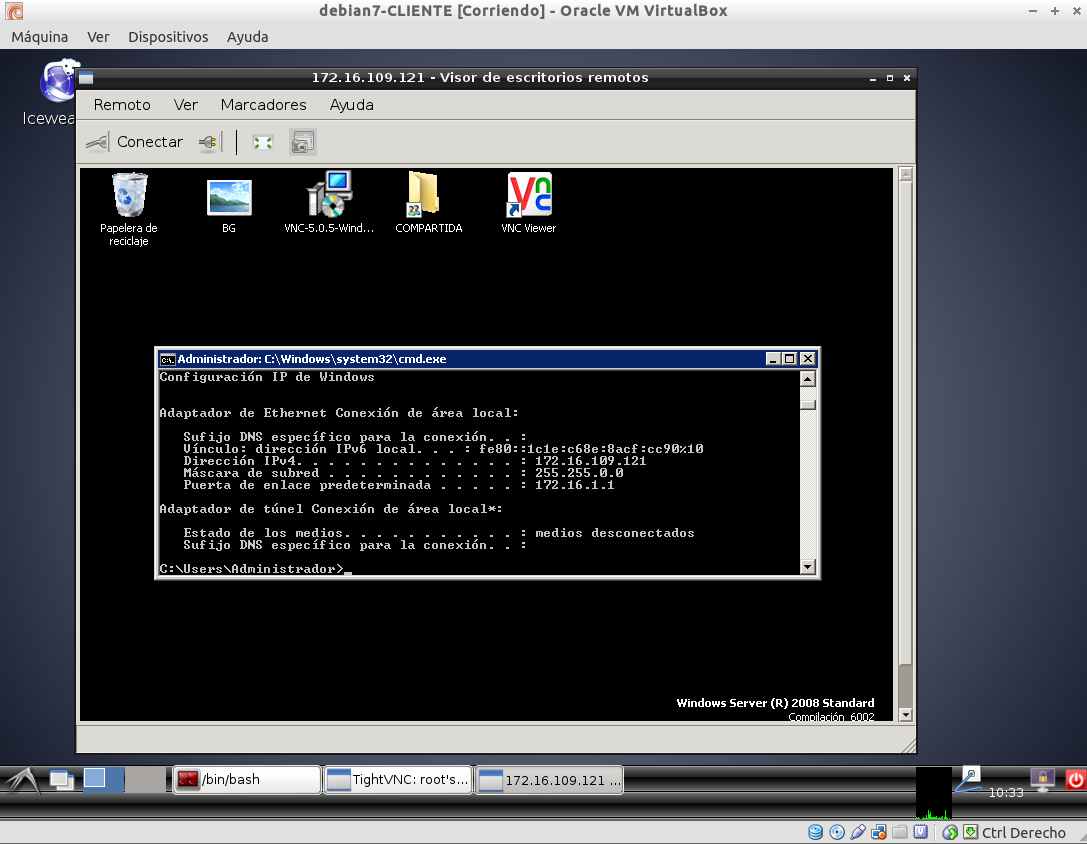 debian7-CLIENTE [Corriendo] - Oracle VM VirtualBox
Máquina Ver Dispositivos Ayuda
Icewea
172.16.109.121 - Visor de escritorios remotos
Remoto Ver Marcadores Ayuda
Conectar
Papelera de reciclaje
BG
VNC-5.0.5-Wind...
COMPARTIDA
VNC Viewer
Administrador: C:\Windows\system32\cmd.exe
Configuración IP de Windows
Adaptador de Ethernet Conexión de área local:
Sufijo DNS específico para la conexión. . :
Vínculo: dirección IPv6 local. . . : fe80::1c1e:c68e:8acf:cc90%10
Dirección IPv4. . . . . . . . . . . . . . : 172.16.109.121
Máscara de subred . . . . . . . . . . . . : 255.255.0.0
Puerta de enlace predeterminada . . . . . : 172.16.1.1
Adaptador de túnel Conexión de área local*:
Estado de los medios. . . . . . . . . . . : medios desconectados
Sufijo DNS específico para la conexión. . :
C:\Users\Administrador>
Windows Server (R) 2008 Standard
Compilación 6002
/bin/bash
TightVNC: root's...
172.16.109.121 ...
10:33
Ctrl Derecho